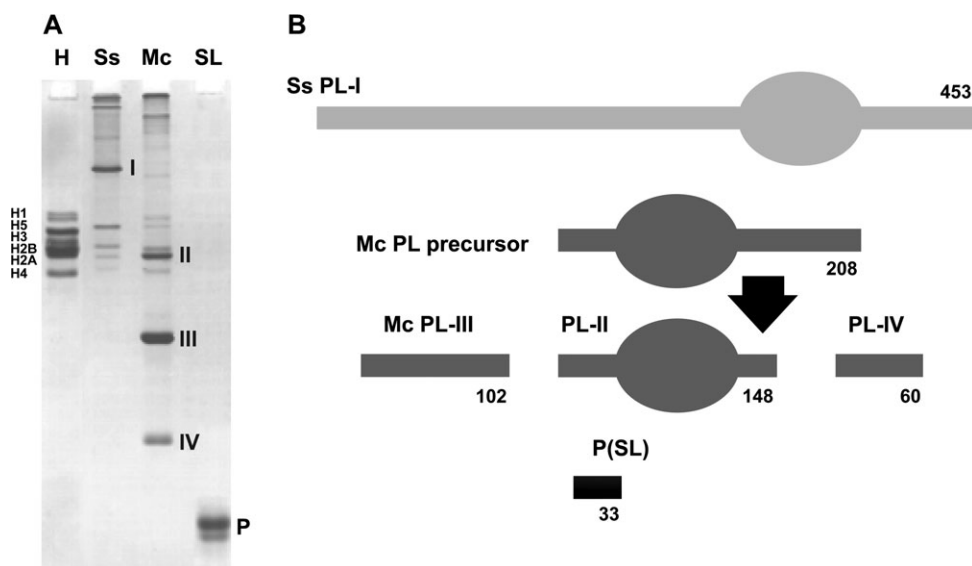 A
H Ss Mc SL
I
H1
H5
H3
H2B
H2A
H4
II
III
IV
P
B
Ss PL-I
453
Mc PL precursor
208
Mc PL-III PL-II PL-IV
102 148 60
P(SL)
33